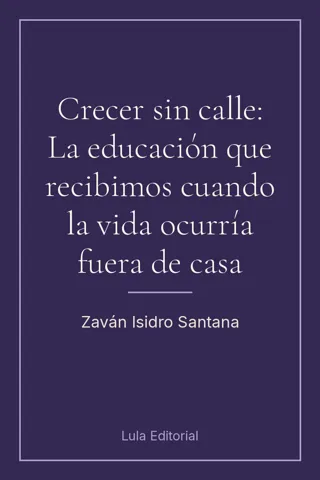 Crecer sin calle:
La educación que
recibimos cuando
la vida ocurría
fuera de casa
Zaván Isidro Santana
Lula Editorial